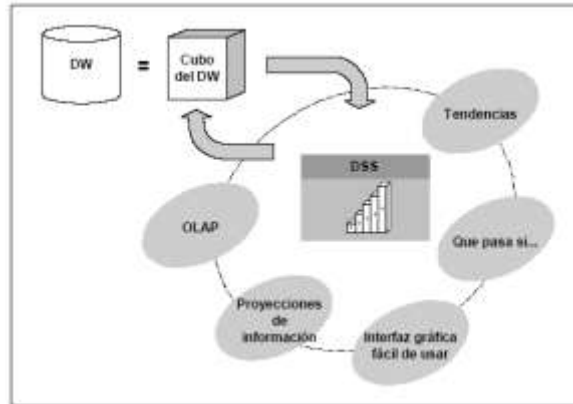 DW
=
Cubo
del DW
Tendencias
DSS
OLAP
Que pasa si...
Proyecciones
de
información
Interfaz gráfica
fácil de usar